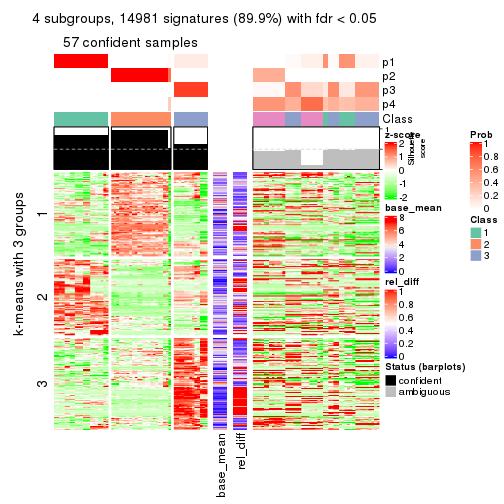 4 subgroups, 14981 signatures (89.9%) with fdr < 0.05
57 confident samples
p1
p2
p3
p4
Class
1
0
Silhouette
score
k-means with 3 groups
1
2
3
base_mean
rel_diff
z-score
2
1
0
-1
-2
base_mean
8
6
4
2
0
rel_diff
1
0.8
0.6
0.4
0.2
0
Status (barplots)
confident
ambiguous
Prob
1
0.8
0.6
0.4
0.2
0
Class
1
2
3